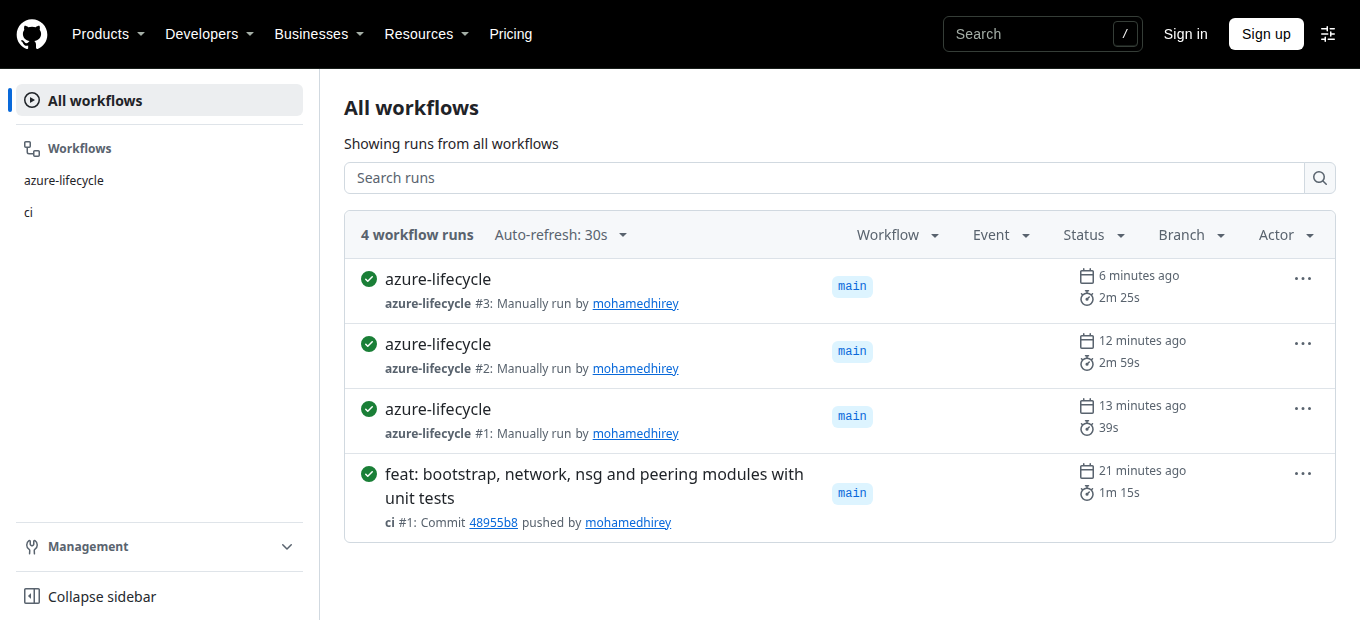 Products Developers Businesses Resources Pricing Search / Sign in Sign up
All workflows
Workflows
azure-lifecycle
ci
Management
Collapse sidebar
All workflows
Showing runs from all workflows
Search runs
4 workflow runs Auto-refresh: 30s Workflow Event Status Branch Actor
azure-lifecycle
azure-lifecycle #3: Manually run by mohamedhirey
main
6 minutes ago
2m 25s
azure-lifecycle
azure-lifecycle #2: Manually run by mohamedhirey
main
12 minutes ago
2m 59s
azure-lifecycle
azure-lifecycle #1: Manually run by mohamedhirey
main
13 minutes ago
39s
feat: bootstrap, network, nsg and peering modules with
unit tests
ci #1: Commit 48955b8 pushed by mohamedhirey
main
21 minutes ago
1m 15s